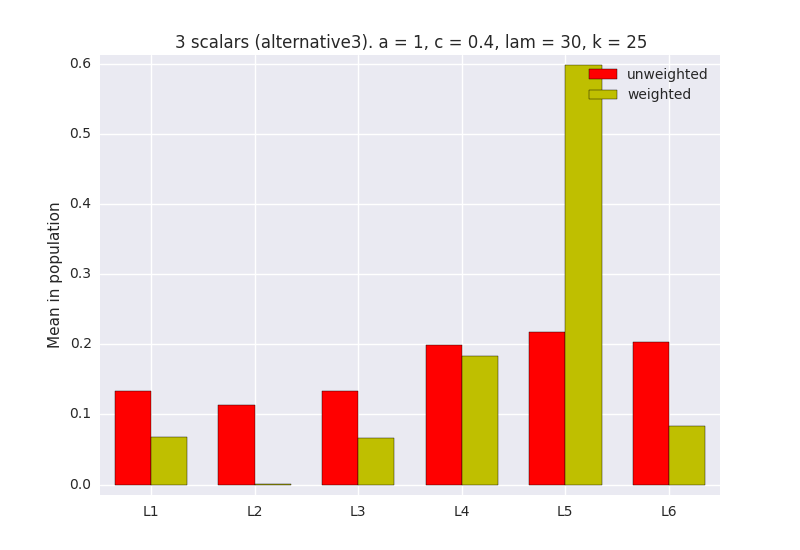 3 scalars (alternative3). a = 1, c = 0.4, lam = 30, k = 25
unweighted
weighted
Mean in population
0.6
0.5
0.4
0.3
0.2
0.1
0.0
L1 L2 L3 L4 L5 L6